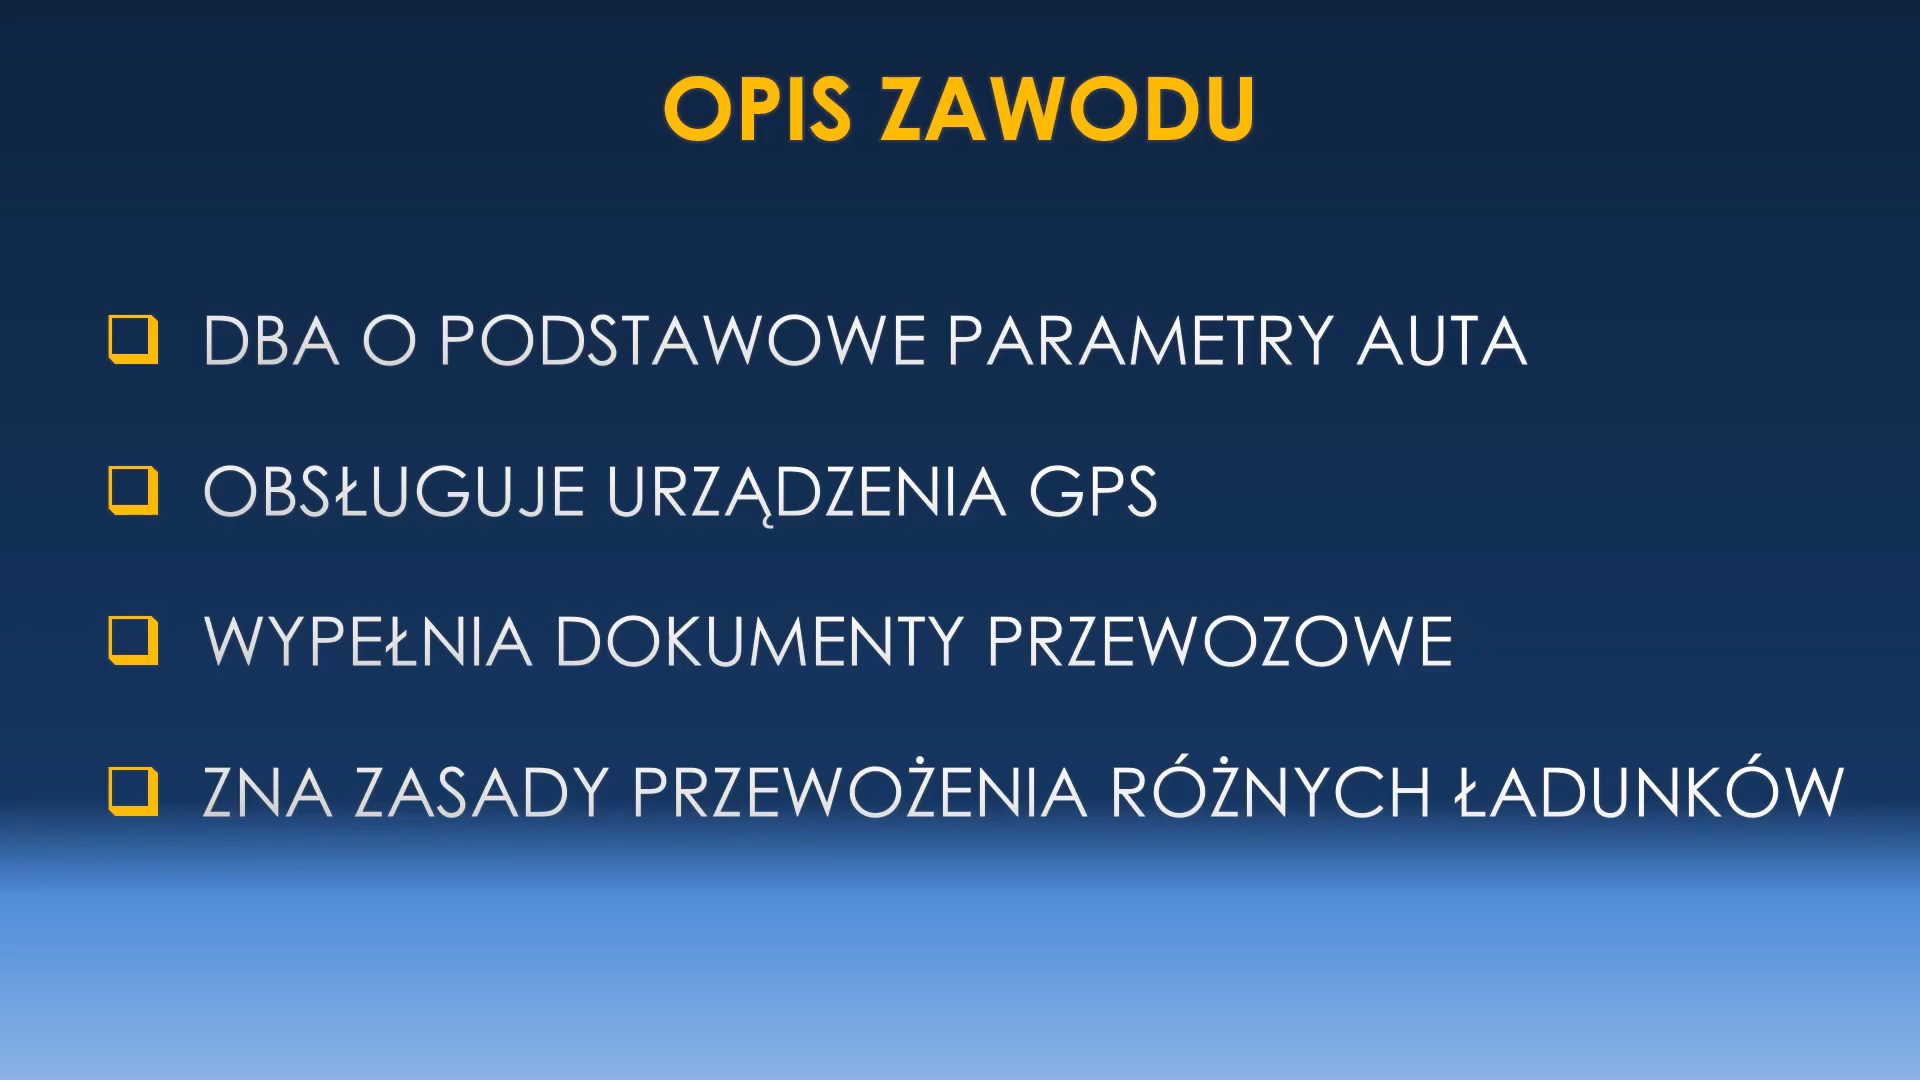 OPIS ZAWODU
DBA O PODSTAWOWE PARAMETRY AUTA
OBSŁUGUJE URZĄDZENIA GPS
WYPEŁNIA DOKUMENTY PRZEWOZOWE
ZNA ZASADY PRZEWOŻENIA RÓŻNYCH ŁADUNKÓW